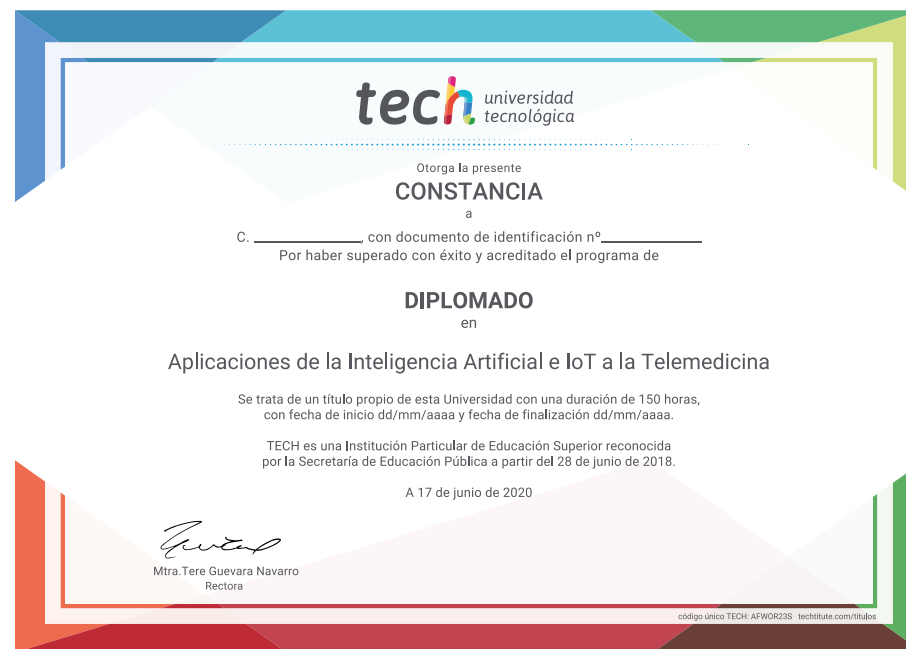 tech universidad
tecnológica
Otorga la presente
CONSTANCIA
a
C. ____________, con documento de identificación nº____________
Por haber superado con éxito y acreditado el programa de
DIPLOMADO
en
Aplicaciones de la Inteligencia Artificial e IoT a la Telemedicina
Se trata de un título propio de esta Universidad con una duración de 150 horas,
con fecha de inicio dd/mm/aaaa y fecha de finalización dd/mm/aaaa.
TECH es una Institución Particular de Educación Superior reconocida
por la Secretaría de Educación Pública a partir del 28 de junio de 2018.
A 17 de junio de 2020
Mtra.Tere Guevara Navarro
Rectora
código único TECH: AFWOR23S techtitute.com/titulos